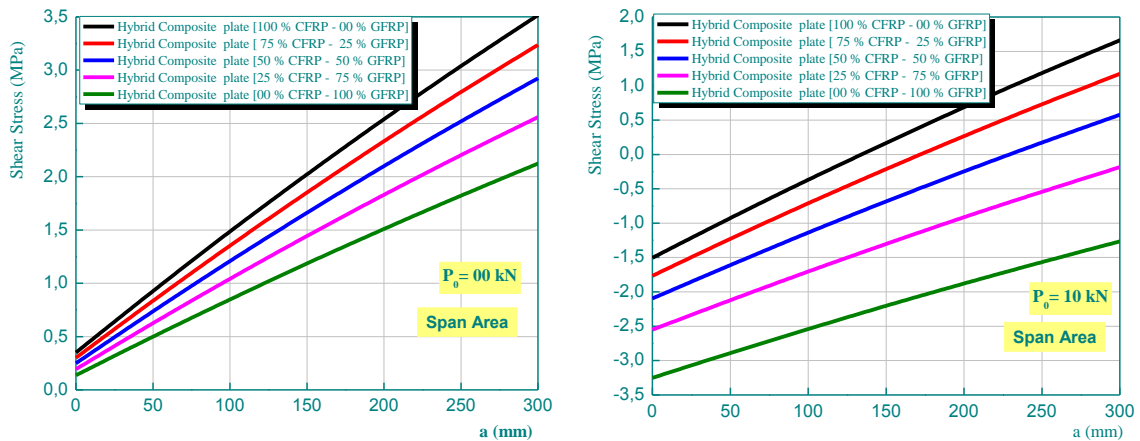 3,5
3,0
2,5
2,0
1,5
1,0
0,5
0,0
Shear Stress (MPa)
Hybrid Composite plate [100 % CFRP - 00 % GFRP]
Hybrid Composite plate [ 75 % CFRP - 25 % GFRP]
Hybrid Composite plate [50 % CFRP - 50 % GFRP]
Hybrid Composite plate [25 % CFRP - 75 % GFRP]
Hybrid Composite plate [00 % CFRP - 100 % GFRP]
P0= 00 kN
Span Area
0 50 100 150 200 250 300
a (mm)
2,0
1,5
1,0
0,5
0,0
-0,5
-1,0
-1,5
-2,0
-2,5
-3,0
-3,5
Shear Stress (MPa)
Hybrid Composite plate [100 % CFRP - 00 % GFRP]
Hybrid Composite plate [ 75 % CFRP - 25 % GFRP]
Hybrid Composite plate [50 % CFRP - 50 % GFRP]
Hybrid Composite plate [25 % CFRP - 75 % GFRP]
Hybrid Composite plate [00 % CFRP - 100 % GFRP]
P0= 10 kN
Span Area
0 50 100 150 200 250 300
a (mm)